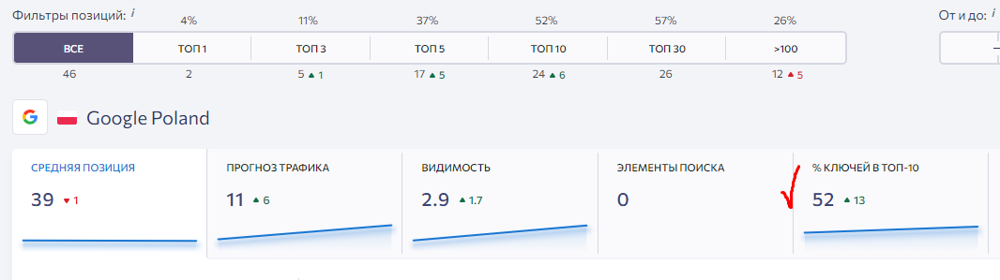 Фильтры позиций: i
4% 11% 37% 52% 57% 26% От и до: i
ВСЕ ТОП 1 ТОП 3 ТОП 5 ТОП 10 ТОП 30 >100 –
46 2 5 ▲ 1 17 ▲ 5 24 ▲ 6 26 12 ▲ 5
Google Poland
СРЕДНЯЯ ПОЗИЦИЯ ПРОГНОЗ ТРАФИКА ВИДИМОСТЬ ЭЛЕМЕНТЫ ПОИСКА % КЛЮЧЕЙ В ТОП-10
39 ▼ 1 11 ▲ 6 2.9 ▲ 1.7 0 52 ▲ 13